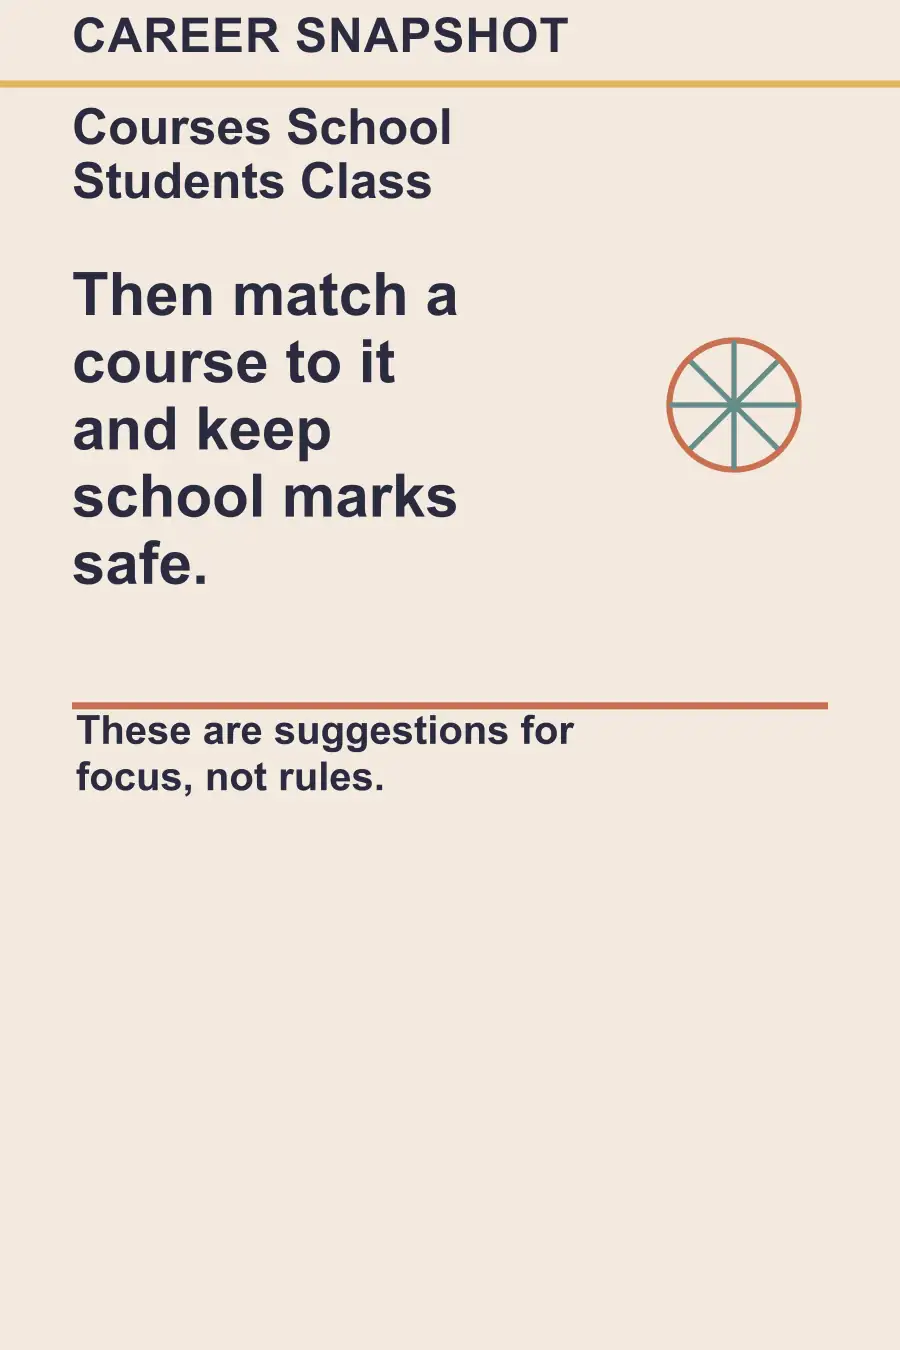 CAREER SNAPSHOT
Courses School
Students Class
Then match a
course to it
and keep
school marks
safe.
These are suggestions for
focus, not rules.